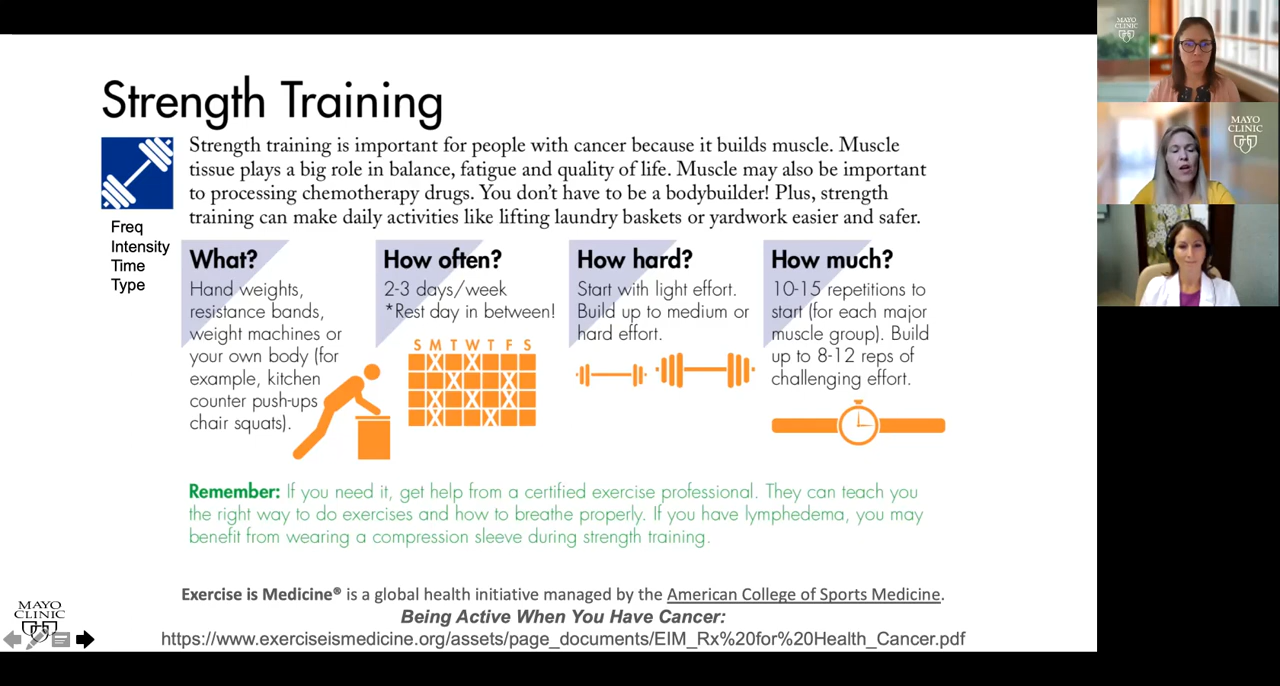 Strength Training
Strength training is important for people with cancer because it builds muscle. Muscle
tissue plays a big role in balance, fatigue and quality of life. Muscle may also be important
to processing chemotherapy drugs. You don't have to be a bodybuilder! Plus, strength
training can make daily activities like lifting laundry baskets or yardwork easier and safer.
Freq
Intensity
Time
Type
What?
Hand weights,
resistance bands,
weight machines or
your own body (for
example, kitchen
counter push-ups
chair squats).
How often?
2-3 days/week
*Rest day in between!
S M T W T F S
X X
X X
X X
X X
How hard?
Start with light effort.
Build up to medium or
hard effort.
How much?
10-15 repetitions to
start (for each major
muscle group). Build
up to 8-12 reps of
challenging effort.
Remember: If you need it, get help from a certified exercise professional. They can teach you
the right way to do exercises and how to breathe properly. If you have lymphedema, you may
benefit from wearing a compression sleeve during strength training.
Exercise is Medicine® is a global health initiative managed by the American College of Sports Medicine.
Being Active When You Have Cancer:
https://www.exerciseismedicine.org/assets/page_documents/EIM_Rx%20for%20Health_Cancer.pdf
MAYO
CLINIC
MAYO
CLINIC
MAYO
CLINIC